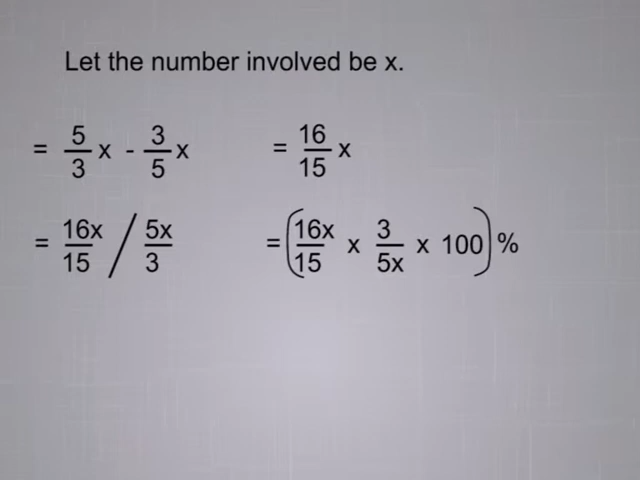 Let the number involved be x.
= 5/3 x - 3/5 x = 16/15 x
= 16x/15 / 5x/3 = (16x/15 x 3/5x x 100) %